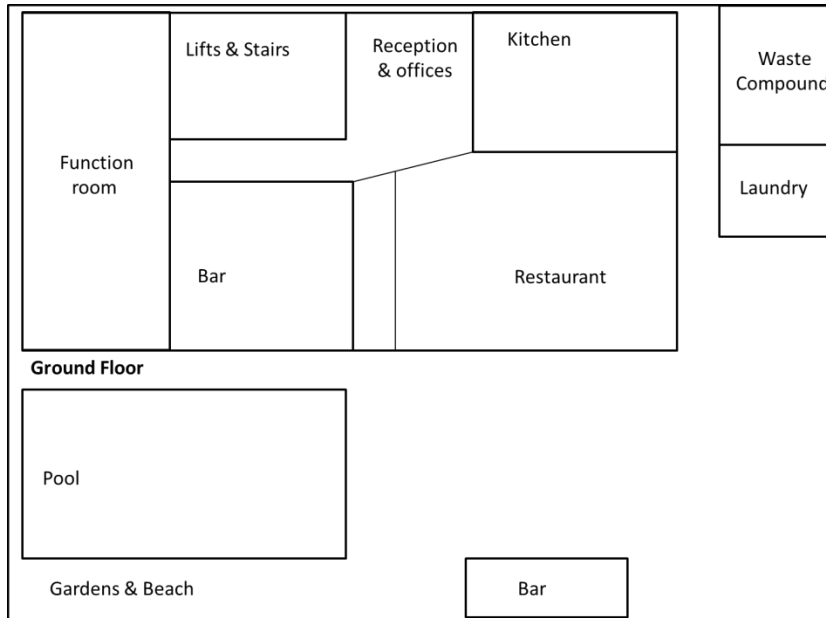 Lifts & Stairs
Reception
& offices
Kitchen
Waste
Compound
Function
room
Laundry
Bar
Restaurant
Ground Floor
Pool
Gardens & Beach
Bar